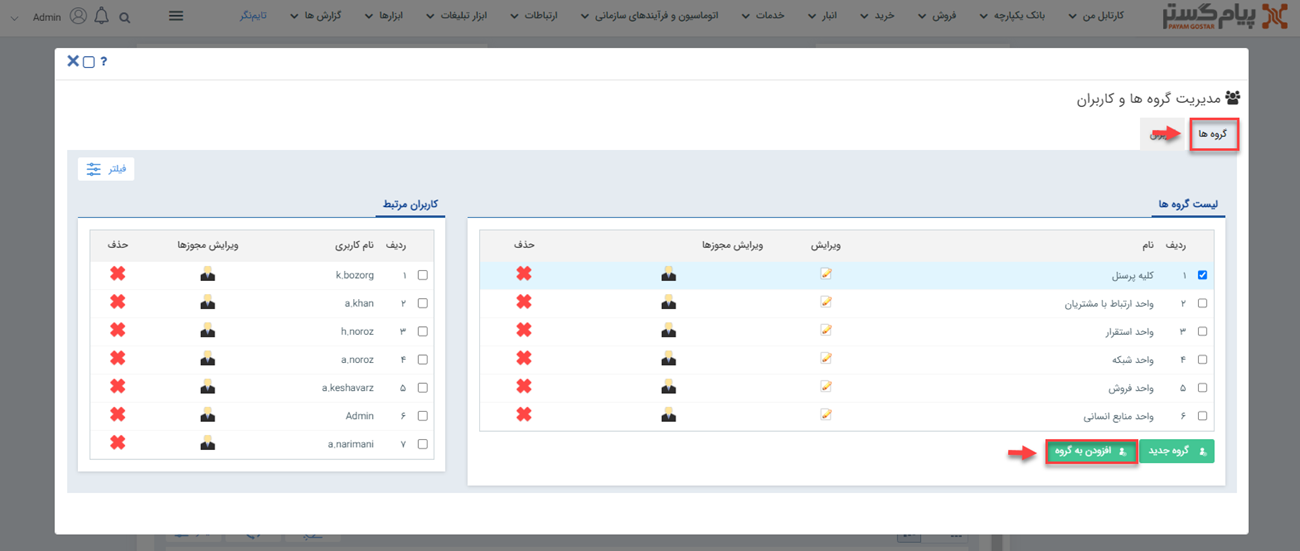 پیام گستر
PAYAM GOSTAR
کارتابل من بانک یکپارچه خرید فروش انبار خدمات اتوماسیون و فرآیندهای سازمانی ارتباطات ابزار تبلیغات ابزارها گزارش ها تایم‌نگر
Admin
?
مدیریت گروه ها و کاربران
گروه ها
فیلتر
لیست گروه ها
ردیف نام ویرایش ویرایش مجوزها حذف
۱ کلیه پرسنل
۲ واحد ارتباط با مشتریان
۳ واحد استقرار
۴ واحد شبکه
۵ واحد فروش
۶ واحد منابع انسانی
گروه جدید افزودن به گروه
کاربران مرتبط
ردیف نام کاربری ویرایش مجوزها حذف
۱ k.bozorg
۲ a.khan
۳ h.noroz
۴ a.noroz
۵ a.keshavarz
۶ Admin
۷ a.narimani